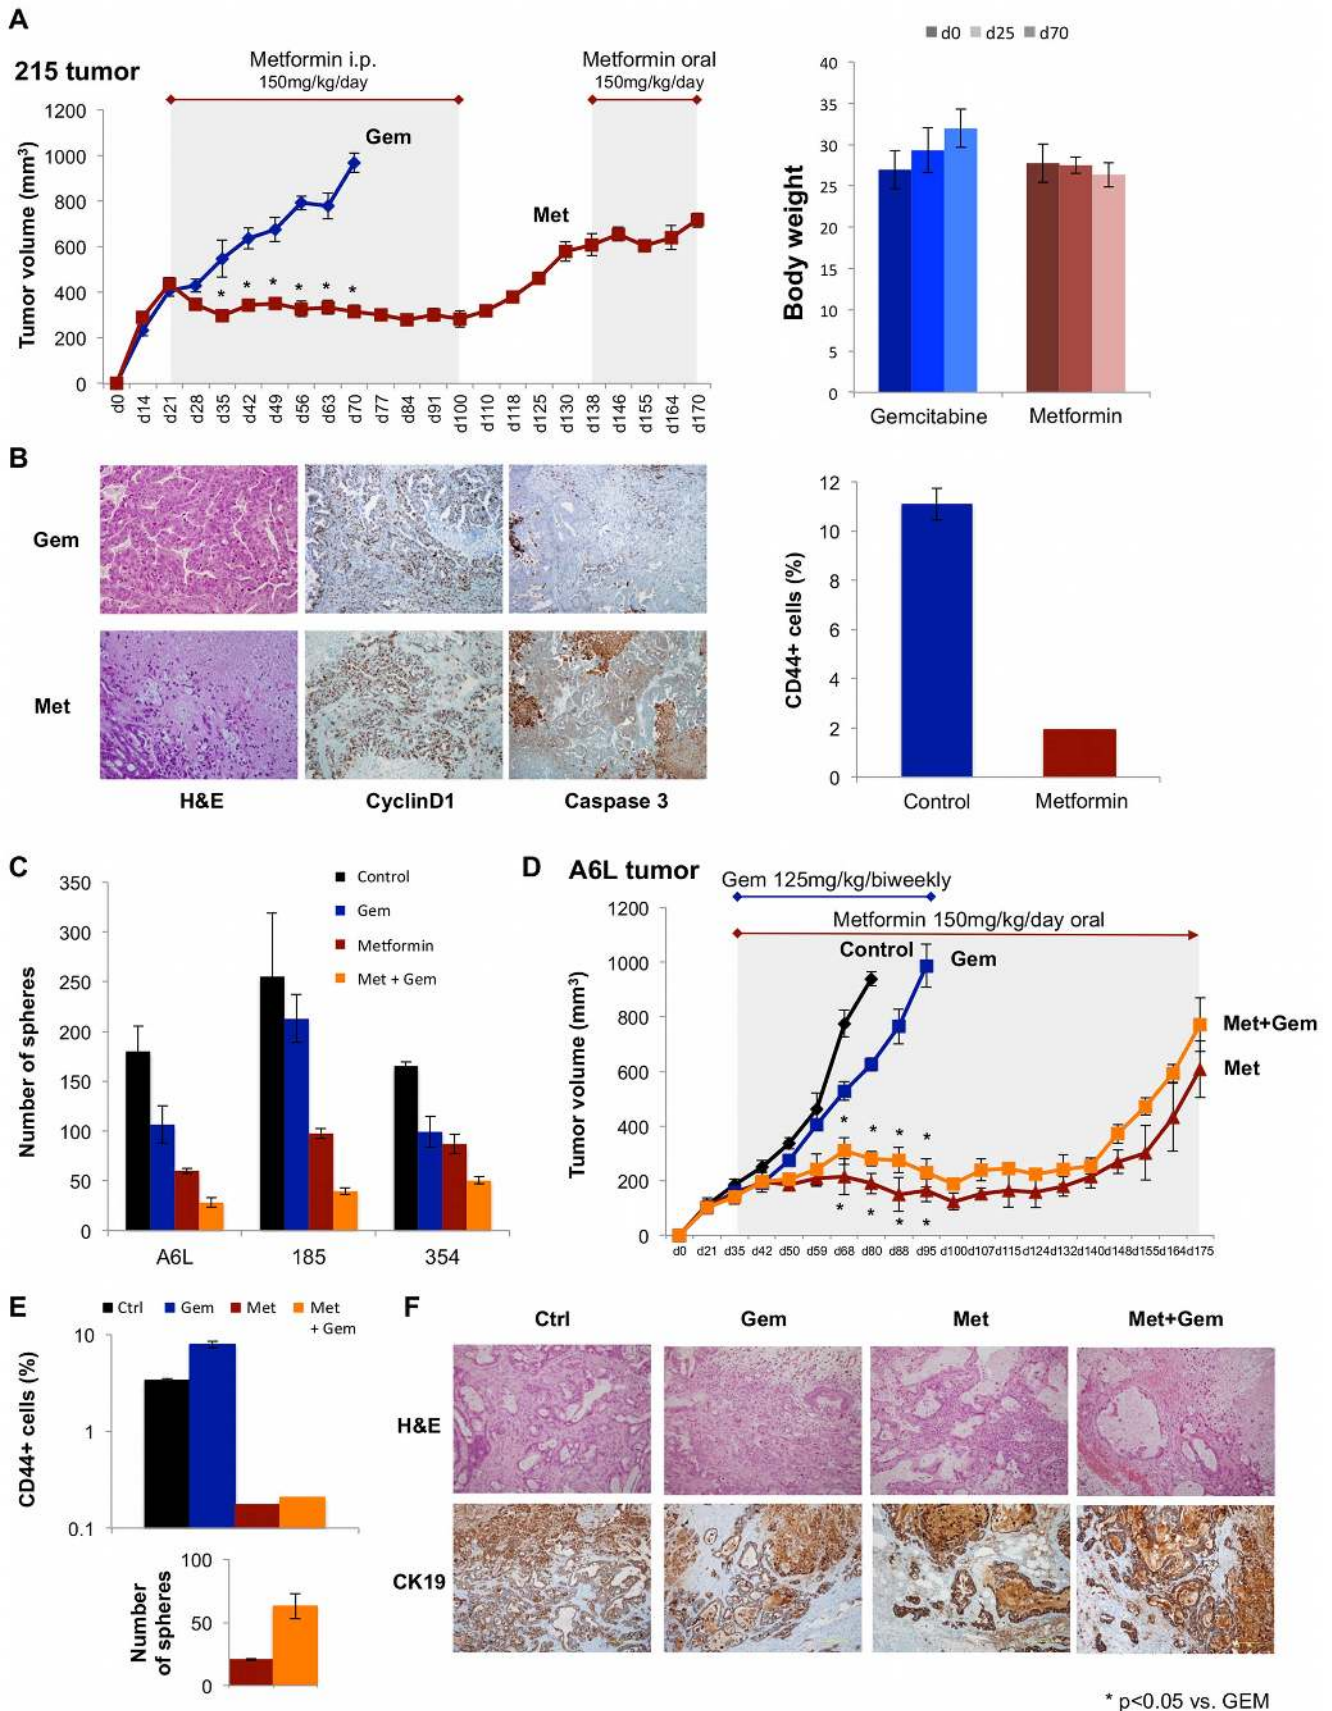 A
215 tumor
Metformin i.p.
150mg/kg/day
Metformin oral
150mg/kg/day
Tumor volume (mm³)
1200
1000
800
600
400
200
0
Gem
Met
* * * * * *
d0 d14 d21 d28 d35 d42 d49 d56 d63 d70 d77 d84 d91 d100 d110 d118 d125 d130 d138 d146 d155 d164 d170
d0 d25 d70
Body weight
40
35
30
25
20
15
10
5
0
Gemcitabine Metformin
B
Gem
Met
H&E CyclinD1 Caspase 3
CD44+ cells (%)
12
10
8
6
4
2
0
Control Metformin
C
Number of spheres
350
300
250
200
150
100
50
0
Control
Gem
Metformin
Met + Gem
A6L 185 354
D
A6L tumor
Gem 125mg/kg/biweekly
Metformin 150mg/kg/day oral
Tumor volume (mm³)
1200
1000
800
600
400
200
0
Control
Gem
Met+Gem
Met
* * * *
* * * *
d0 d21 d35 d42 d50 d59 d68 d80 d88 d95 d100 d107 d115 d124 d132 d140 d148 d155 d164 d175
E
Ctrl Gem Met Met
+ Gem
CD44+ cells (%)
10
1
0.1
Number
of spheres
100
50
0
F
Ctrl Gem Met Met+Gem
H&E
CK19
* p<0.05 vs. GEM